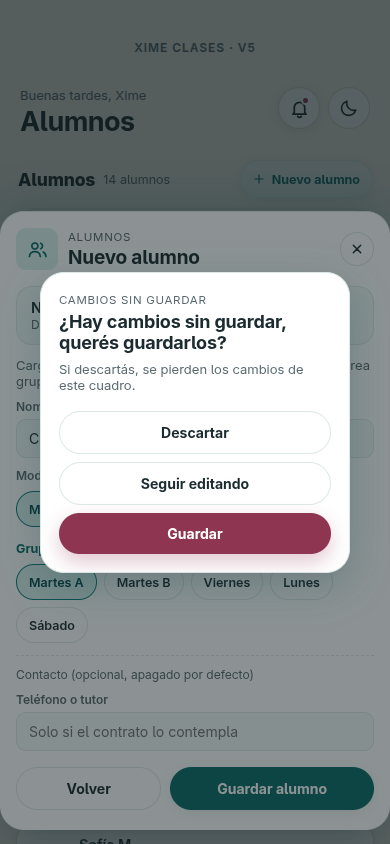 XIME CLASES · V5
Buenas tardes, Xime
Alumnos
Alumnos 14 alumnos
+ Nuevo alumno
ALUMNOS
Nuevo alumno
CAMBIOS SIN GUARDAR
¿Hay cambios sin guardar,
querés guardarlos?
Si descartás, se pierden los cambios de
este cuadro.
Descartar
Seguir editando
Guardar
Martes A
Martes B
Viernes
Lunes
Sábado
Contacto (opcional, apagado por defecto)
Teléfono o tutor
Solo si el contrato lo contempla
Volver
Guardar alumno